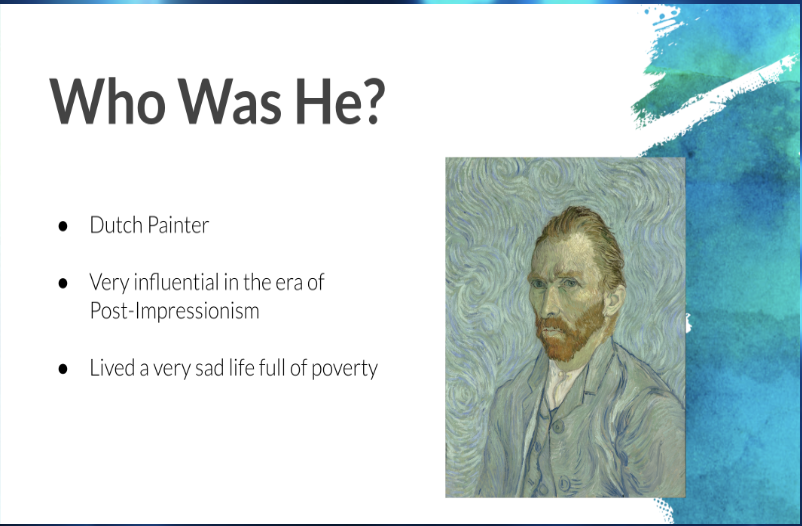 Who Was He?
● Dutch Painter
● Very influential in the era of
Post-Impressionism
● Lived a very sad life full of poverty